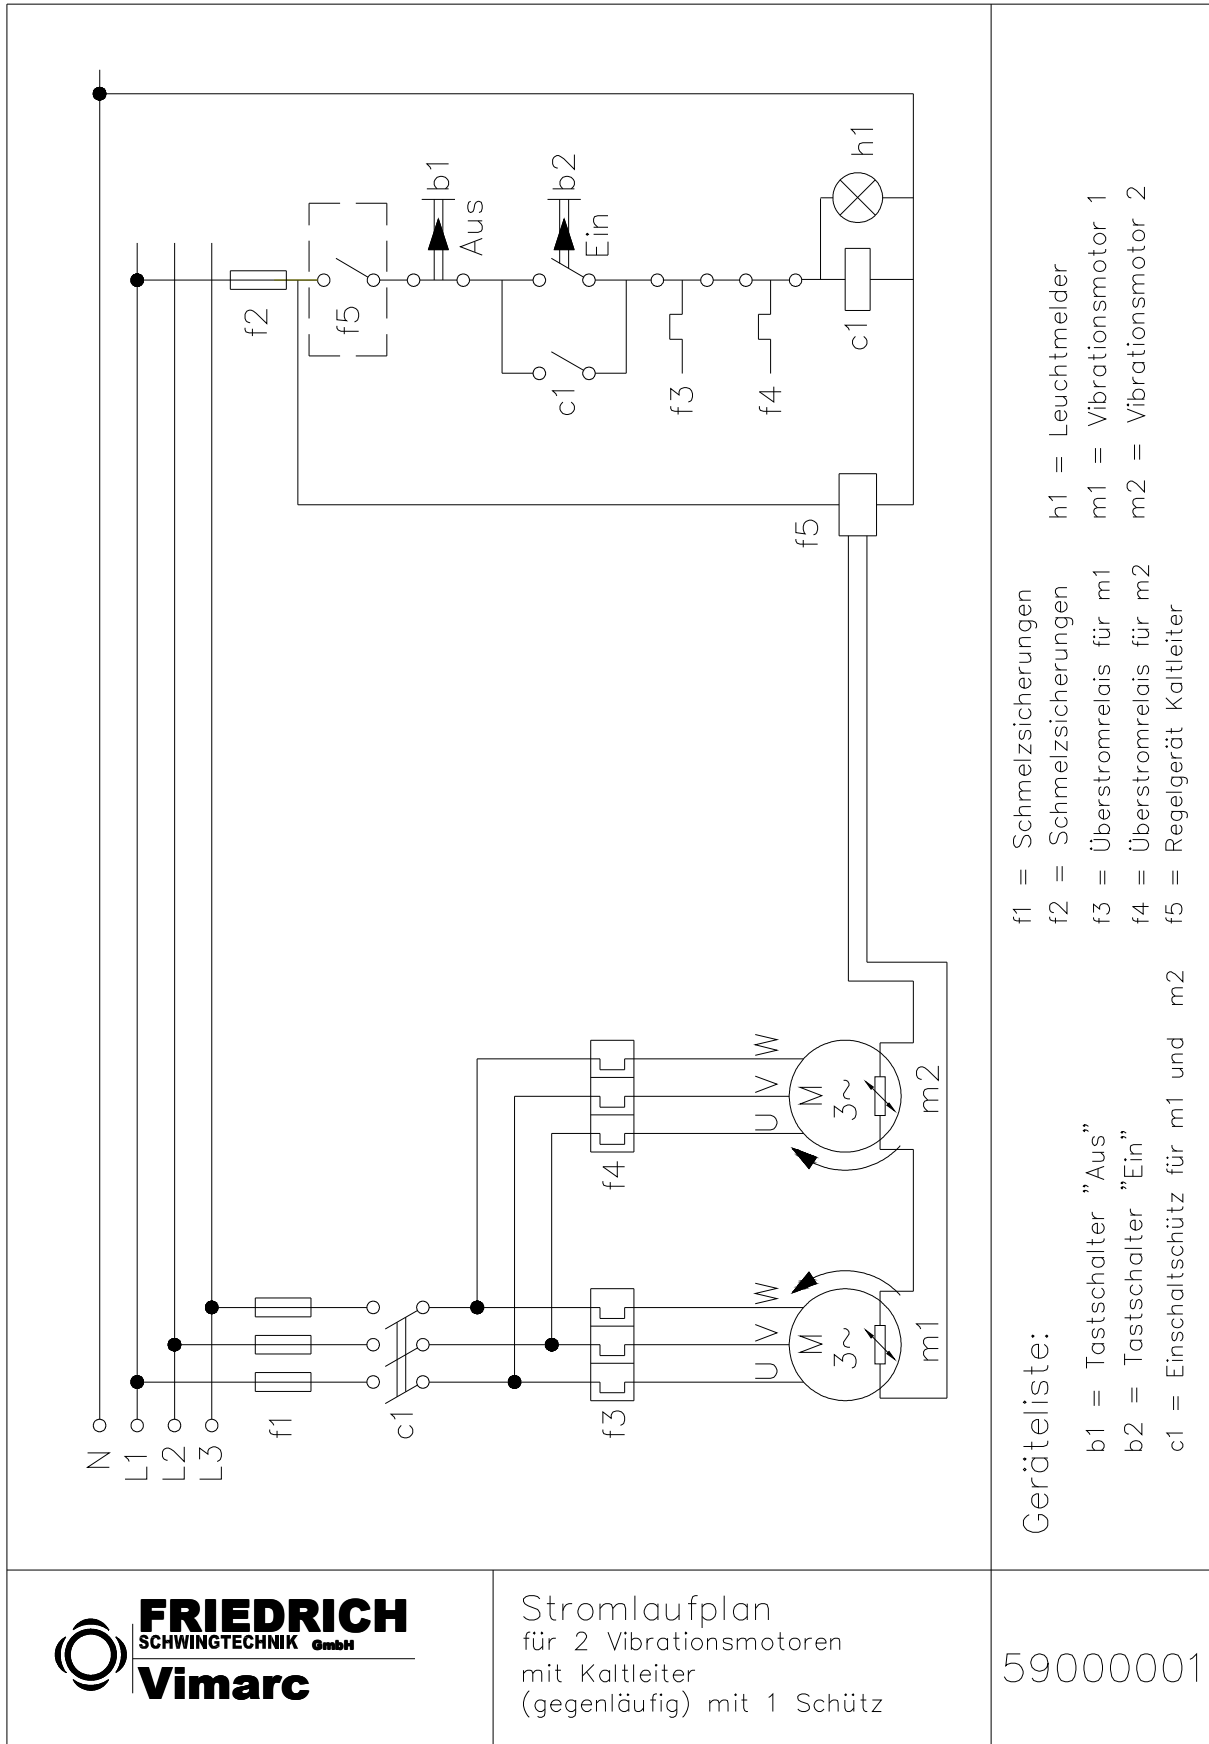 N
L1
L2
L3
f1
c1
f3
f4
U V W
U V W
M
3~
m1
M
3~
m2
f5
f2
f5
b1
Aus
b2
Ein
c1
f3
f4
c1
h1
Geräteliste:
b1 = Tastschalter "Aus"
b2 = Tastschalter "Ein"
c1 = Einschaltschütz für m1 und m2
f1 = Schmelzsicherungen
f2 = Schmelzsicherungen
f3 = Überstromrelais für m1
f4 = Überstromrelais für m2
f5 = Regelgerät Kaltleiter
h1 = Leuchtmelder
m1 = Vibrationsmotor 1
m2 = Vibrationsmotor 2
FRIEDRICH
SCHWINGTECHNIK GmbH
Vimarc
Stromlaufplan
für 2 Vibrationsmotoren
mit Kaltleiter
(gegenläufig) mit 1 Schütz
59000001